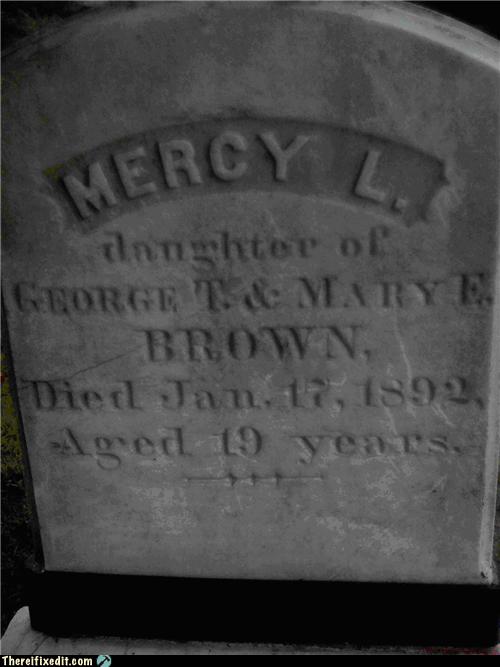 MERCY L.
daughter of
GEORGE T. & MARY E.
BROWN,
Died Jan. 17, 1892,
Aged 19 years.
ThereIfixedit.com